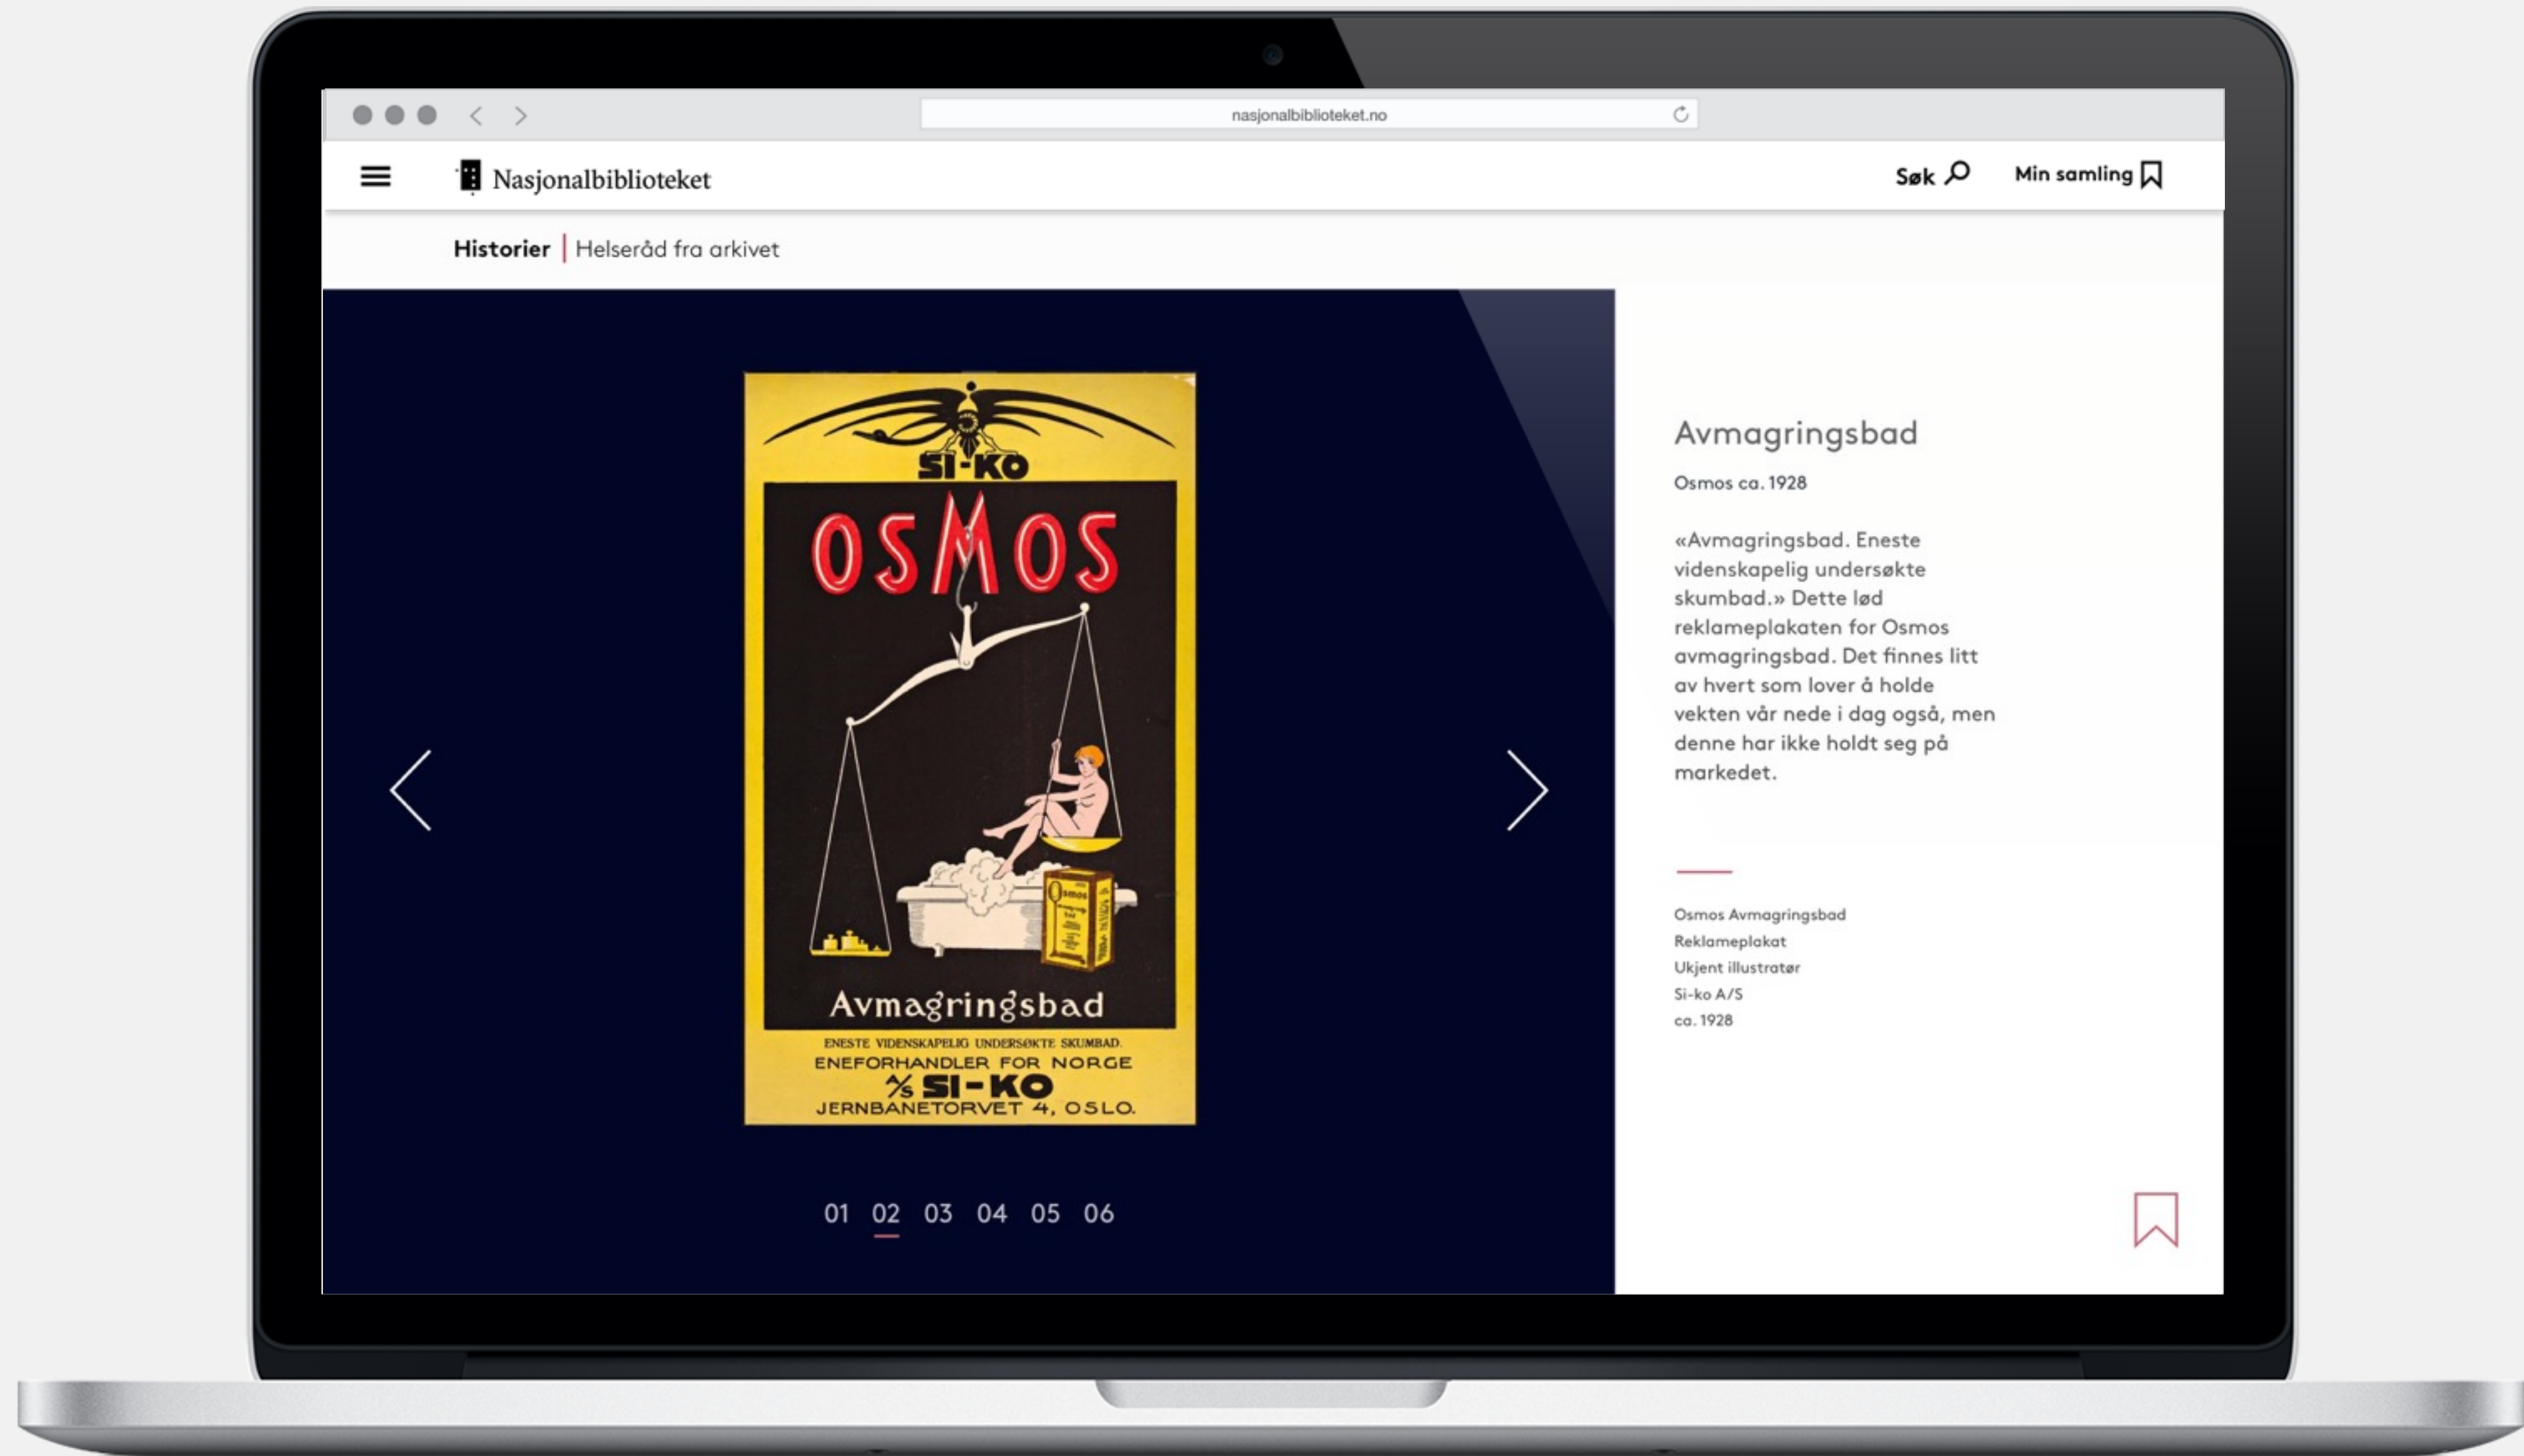 nasjonalbiblioteket.no
Nasjonalbiblioteket
Søk
Min samling
Historier | Helseråd fra arkivet
SI-KO
OSMOS
Osmos
Avmagringsbad
ENESTE VIDENSKAPELIG UNDERSØKTE SKUMBAD.
ENEFORHANDLER FOR NORGE
A/S SI-KO
JERNBANETORVET 4, OSLO.
01 02 03 04 05 06
Avmagringsbad
Osmos ca. 1928
«Avmagringsbad. Eneste
videnskapelig undersøkte
skumbad.» Dette lød
reklameplakaten for Osmos
avmagringsbad. Det finnes litt
av hvert som lover å holde
vekten vår nede i dag også, men
denne har ikke holdt seg på
markedet.
Osmos Avmagringsbad
Reklameplakat
Ukjent illustratør
Si-ko A/S
ca. 1928